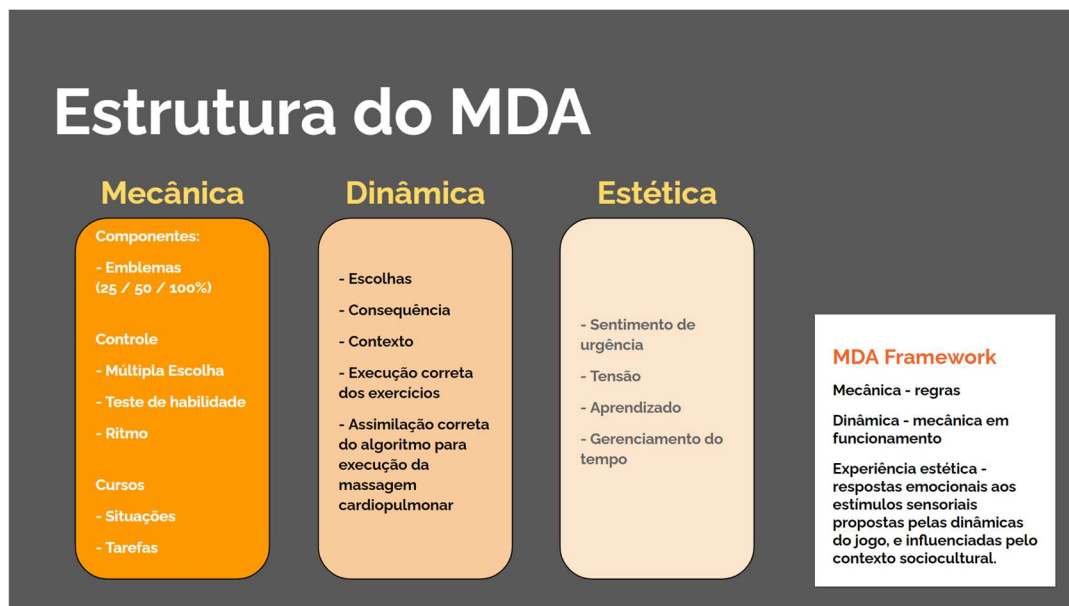 Estrutura do MDA
Mecânica
Componentes:
- Emblemas
(25 / 50 / 100%)
Controle
- Múltipla Escolha
- Teste de habilidade
- Ritmo
Cursos
- Situações
- Tarefas
Dinâmica
- Escolhas
- Consequência
- Contexto
- Execução correta
dos exercícios
- Assimilação correta
do algoritmo para
execução da
massagem
cardiopulmonar
Estética
- Sentimento de
urgência
- Tensão
- Aprendizado
- Gerenciamento do
tempo
MDA Framework
Mecânica - regras
Dinâmica - mecânica em
funcionamento
Experiência estética -
respostas emocionais aos
estímulos sensoriais
propostas pelas dinâmicas
do jogo, e influenciadas pelo
contexto sociocultural.